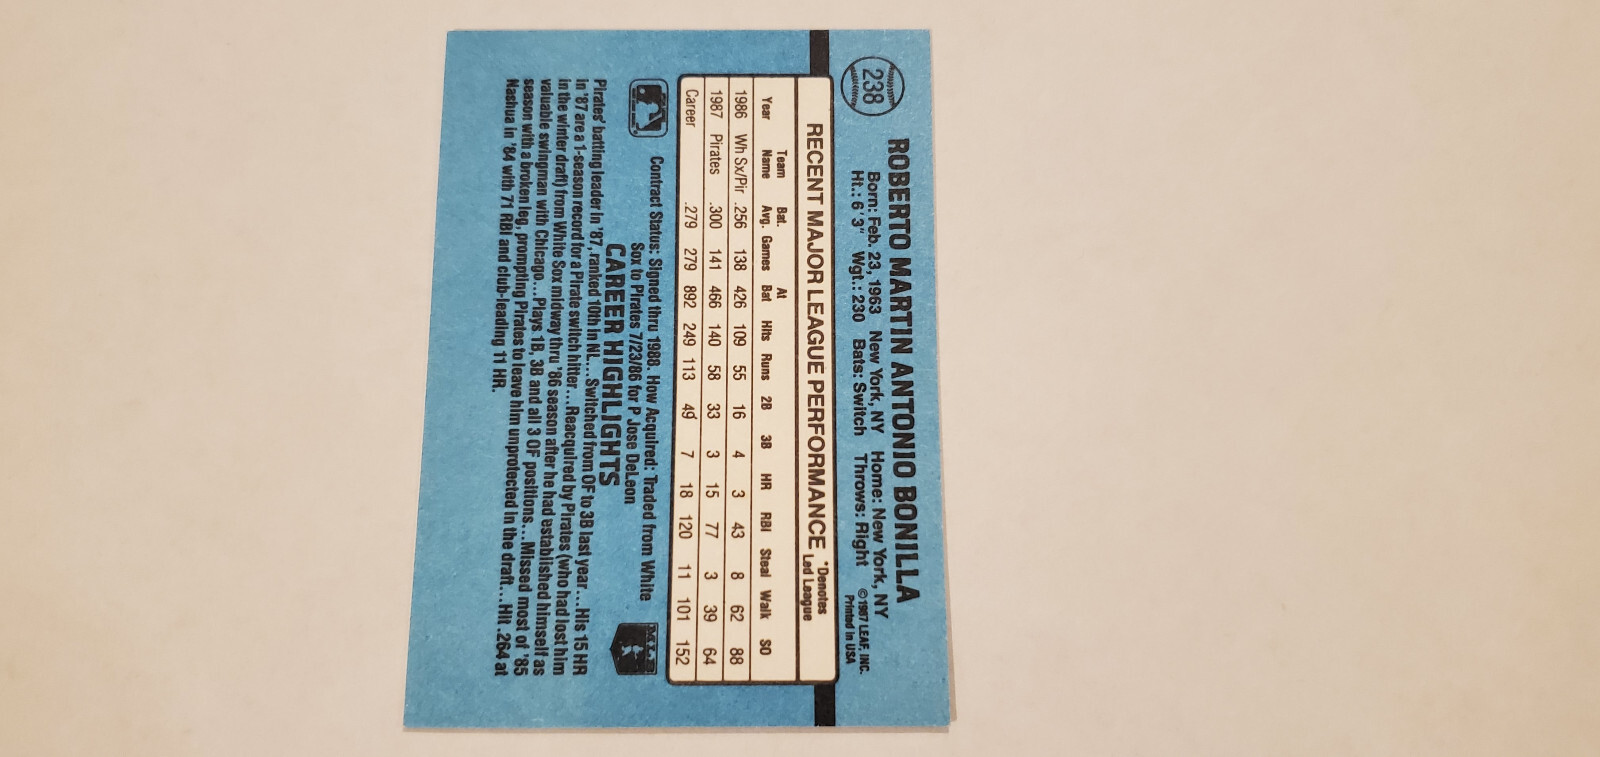 238
ROBERTO MARTIN ANTONIO BONILLA
Born: Feb. 23, 1963 New York, NY Home: New York, NY
Ht.: 6'3" Wgt.: 230 Bats: Switch Throws: Right
©1987 LEAF, INC.
Printed in USA
RECENT MAJOR LEAGUE PERFORMANCE
*Denotes
Led League
Year Team Name Bat. Avg. Games At Bat Hits Runs 2B 3B HR RBI Steal Walk SO
1986 Wh Sx/Pir .256 138 426 109 55 16 4 3 43 8 62 88
1987 Pirates .300 141 466 140 58 33 3 15 77 3 39 64
Career .279 279 892 249 113 49 7 18 120 11 101 152
Contract Status: Signed thru 1988. How Acquired: Traded from White
Sox to Pirates 7/23/86 for P Jose DeLeon
MLB
CAREER HIGHLIGHTS
Pirates' batting leader in '87, ranked 10th in NL...Switched from OF to 3B last year...His 15 HR
in '87 are a 1-season record for a Pirate switch hitter...Reacquired by Pirates (who had lost him
in the winter draft) from White Sox midway thru '86 season after he had established himself as
valuable swingman with Chicago...Plays 1B, 3B and all 3 OF positions...Missed most of '85
season with a broken leg, prompting Pirates to leave him unprotected in the draft...Hit .264 at
Nashua in '84 with 71 RBI and club-leading 11 HR.